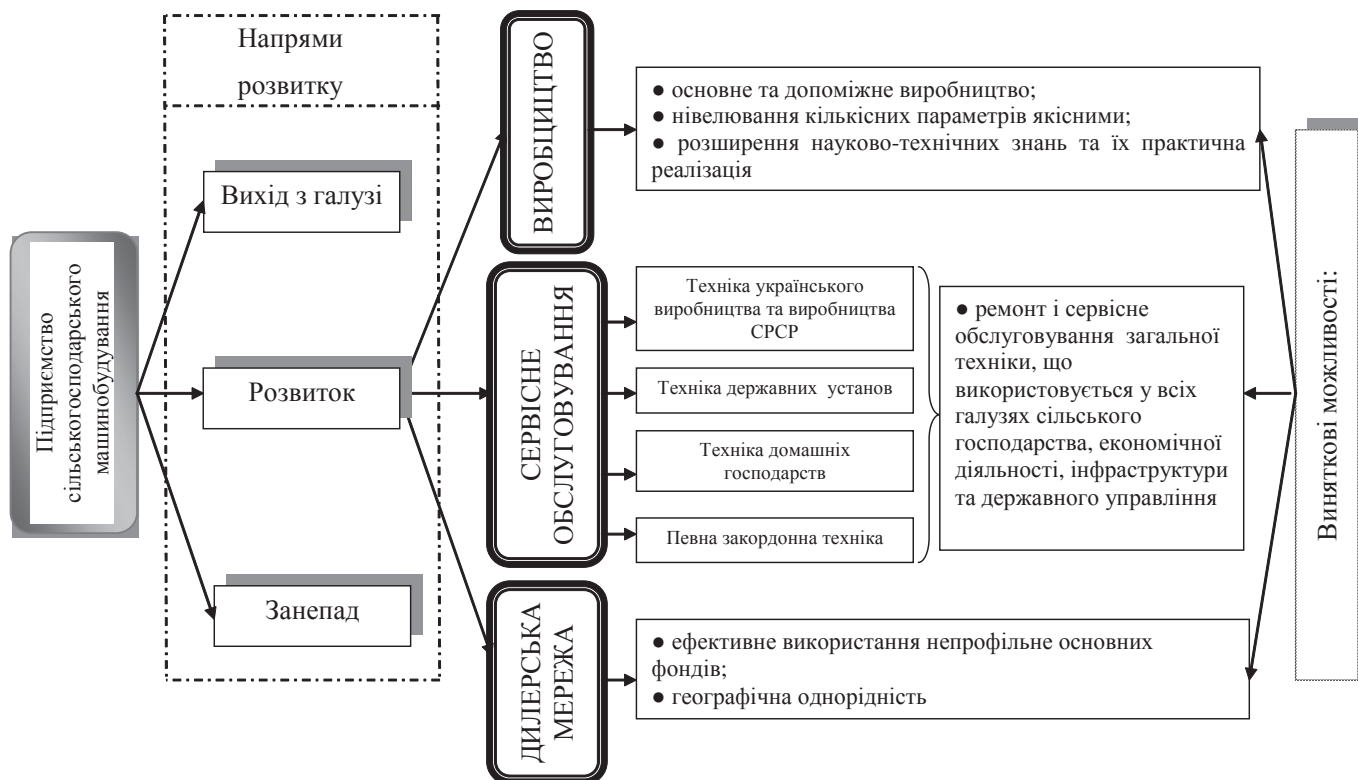 Напрями
розвитку
Вихід з галузі
Розвиток
Занепад
Підприємство
сільськогосподарського
машинобудування
ВИРОБЦИЦТВО
СЕРВІСНЕ
ОБСЛУГОВУВАННЯ
ДИЛЕРСЬКА
МЕРЕЖА
● основне та допоміжне виробництво;
● нівелювання кількісних параметрів якісними;
● розширення науково-технічних знань та їх практична
реалізація
Техніка українського
виробництва та виробництва
СРСР
Техніка державних установ
Техніка домашніх
господарств
Певна закордонна техніка
● ремонт і сервісне
обслуговування загальної
техніки, що
використовується у всіх
галузях сільського
господарства, економічної
діяльності, інфраструктури
та державного управління
● ефективне використання непрофільне основних
фондів;
● географічна однорідність
Виняткові можливості: